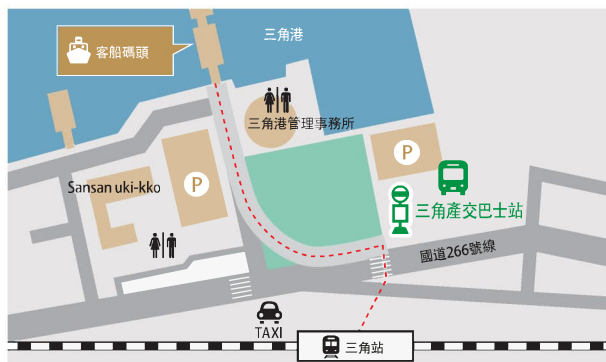 三角港
客船碼頭
三角港管理事務所
P
Sansan uki-kko
P
三角產交巴士站
國道266號線
TAXI
三角站